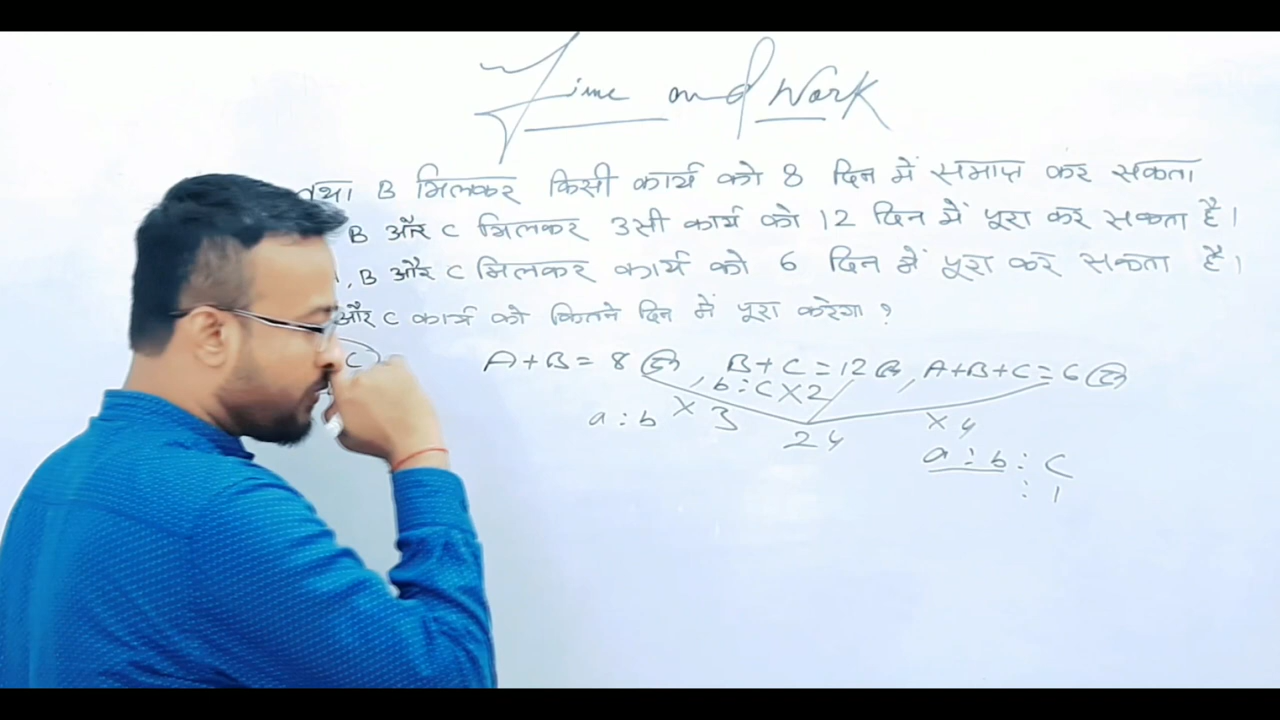 Time and Work
तथा B मिलकर किसी कार्य को 8 दिन में समाप्त कर सकता
B और C मिलकर उसी कार्य को 12 दिन में पूरा कर सकता है।
, B और C मिलकर कार्य को 6 दिन में पूरा कर सकता है।
और C कार्य को कितने दिन में पूरा करेगा ?
C) A+B = 8 , B+C = 12 , A+B+C = 6
a : b × 3 b : C × 2 × 4
24
a : b : C
: 1